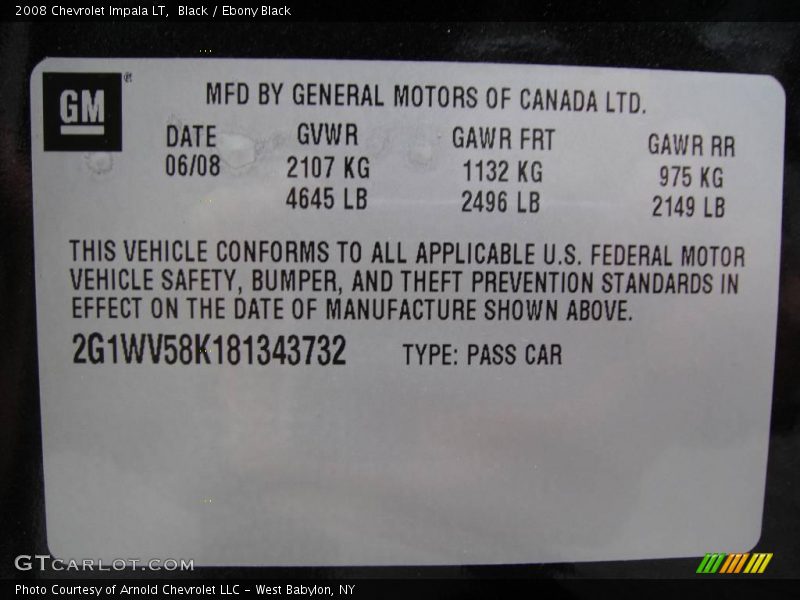 2008 Chevrolet Impala LT,  Black / Ebony Black
GM ®
MFD BY GENERAL MOTORS OF CANADA LTD.
DATE GVWR GAWR FRT GAWR RR
06/08 2107 KG 1132 KG 975 KG
4645 LB 2496 LB 2149 LB
THIS VEHICLE CONFORMS TO ALL APPLICABLE U.S. FEDERAL MOTOR
VEHICLE SAFETY, BUMPER, AND THEFT PREVENTION STANDARDS IN
EFFECT ON THE DATE OF MANUFACTURE SHOWN ABOVE.
2G1WV58K181343732 TYPE: PASS CAR
GTCARLOT.COM
Photo Courtesy of Arnold Chevrolet LLC - West Babylon, NY